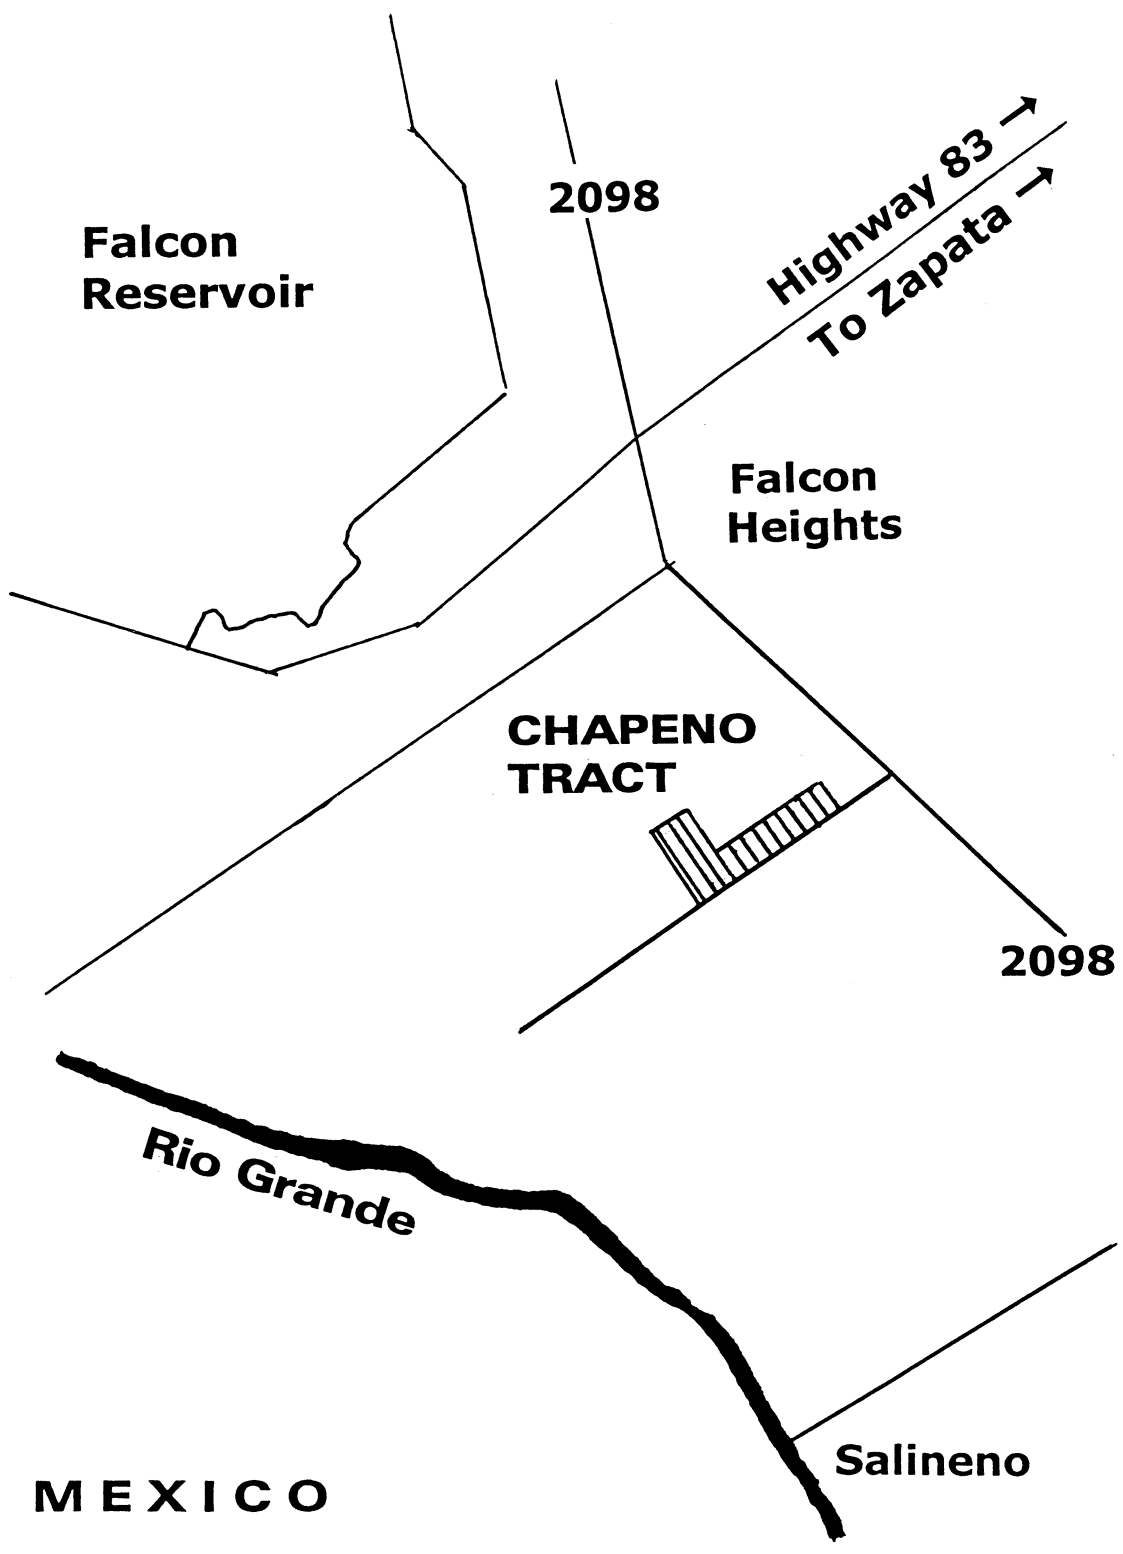 2098
Highway 83 →
To Zapata →
Falcon
Reservoir
Falcon
Heights
CHAPENO
TRACT
2098
Rio Grande
Salineno
MEXICO